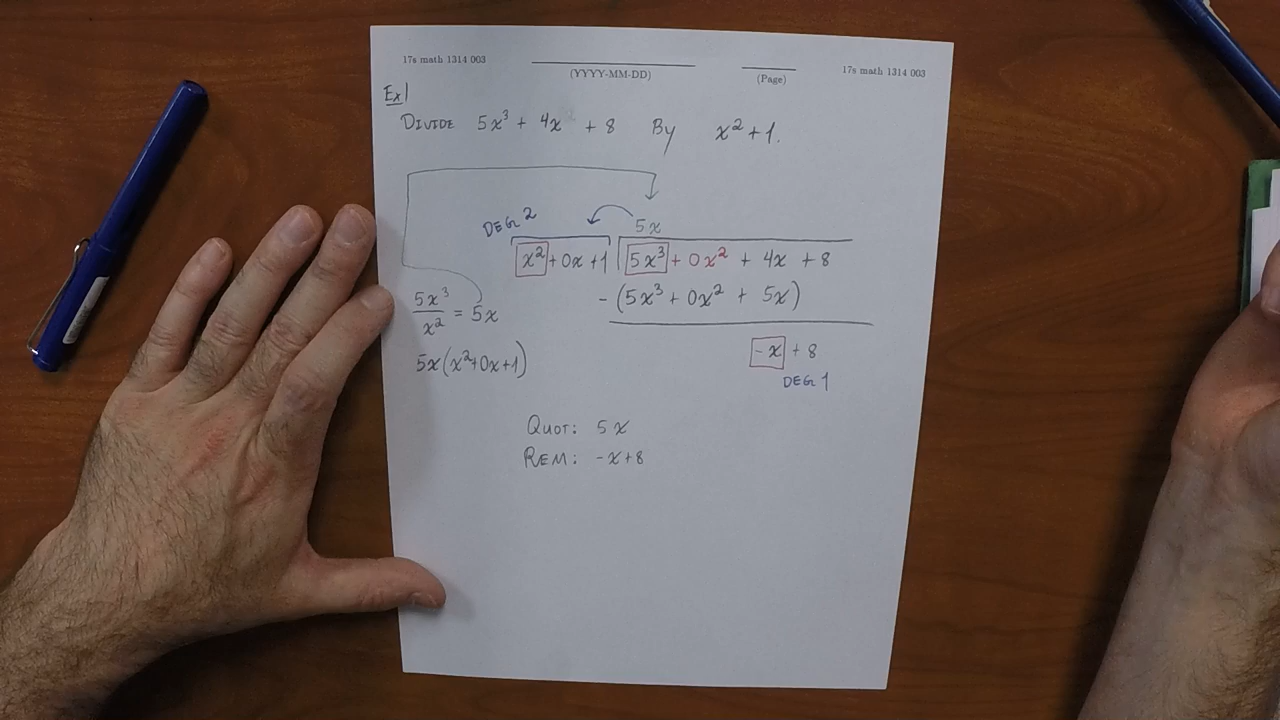 17s math 1314 003 (YYYY-MM-DD) (Page) 17s math 1314 003
Ex1
DIVIDE 5x³ + 4x + 8 By x² + 1.
DEG 2
5x
x² + 0x + 1 5x³ + 0x² + 4x + 8
-(5x³ + 0x² + 5x)
5x³/x² = 5x
-x + 8
5x(x²+0x+1)
DEG 1
QUOT: 5x
REM: -x+8